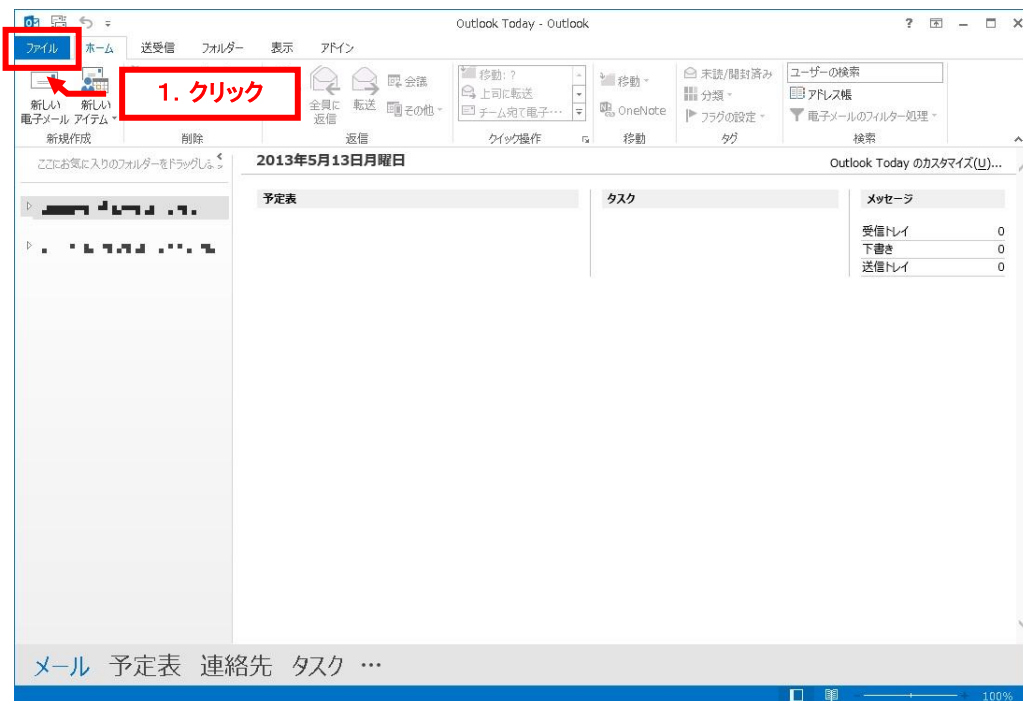 Outlook Today - Outlook
ファイル ホーム 送受信 フォルダー 表示 アドイン
1. クリック
新しい 電子メール
新しい アイテム
新規作成
削除
全員に 返信
転送
会議
その他
返信
移動: ?
上司に転送
チーム宛て電子…
クイック操作
移動
OneNote
移動
未読/開封済み
分類
フラグの設定
タグ
ユーザーの検索
アドレス帳
電子メールのフィルター処理
検索
ここにお気に入りのフォルダーをドラッグしま
2013年5月13日月曜日
Outlook Today のカスタマイズ(U)...
予定表
タスク
メッセージ
受信トレイ 0
下書き 0
送信トレイ 0
メール 予定表 連絡先 タスク …
100%